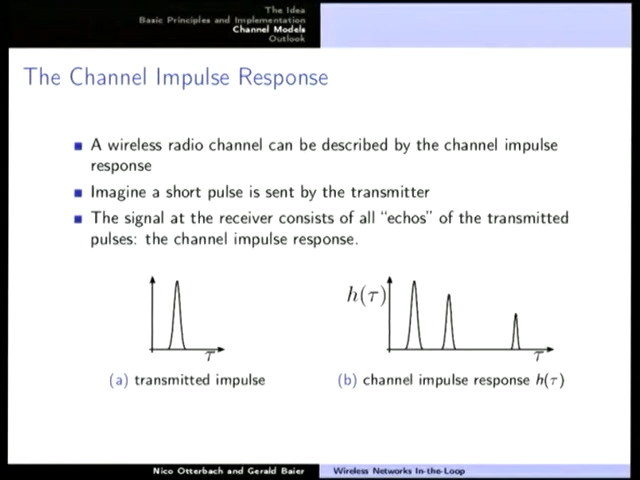 The Idea
Basic Principles and Implementation
Channel Models
Outlook
The Channel Impulse Response
A wireless radio channel can be described by the channel impulse
response
Imagine a short pulse is sent by the transmitter
The signal at the receiver consists of all “echos” of the transmitted
pulses: the channel impulse response.
h(τ)
τ
τ
(a) transmitted impulse
(b) channel impulse response h(τ)
Nico Otterbach and Gerald Baier
Wireless Networks In-the-Loop